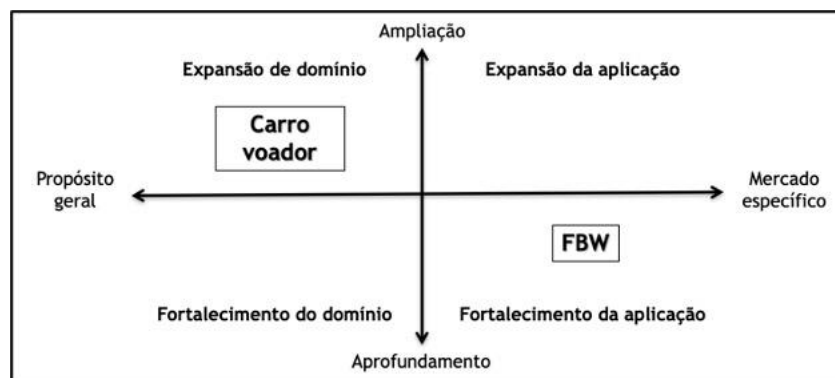 Ampliação
Expansão de domínio
Expansão da aplicação
Carro
voador
Propósito
geral
Mercado
específico
FBW
Fortalecimento do domínio
Fortalecimento da aplicação
Aprofundamento